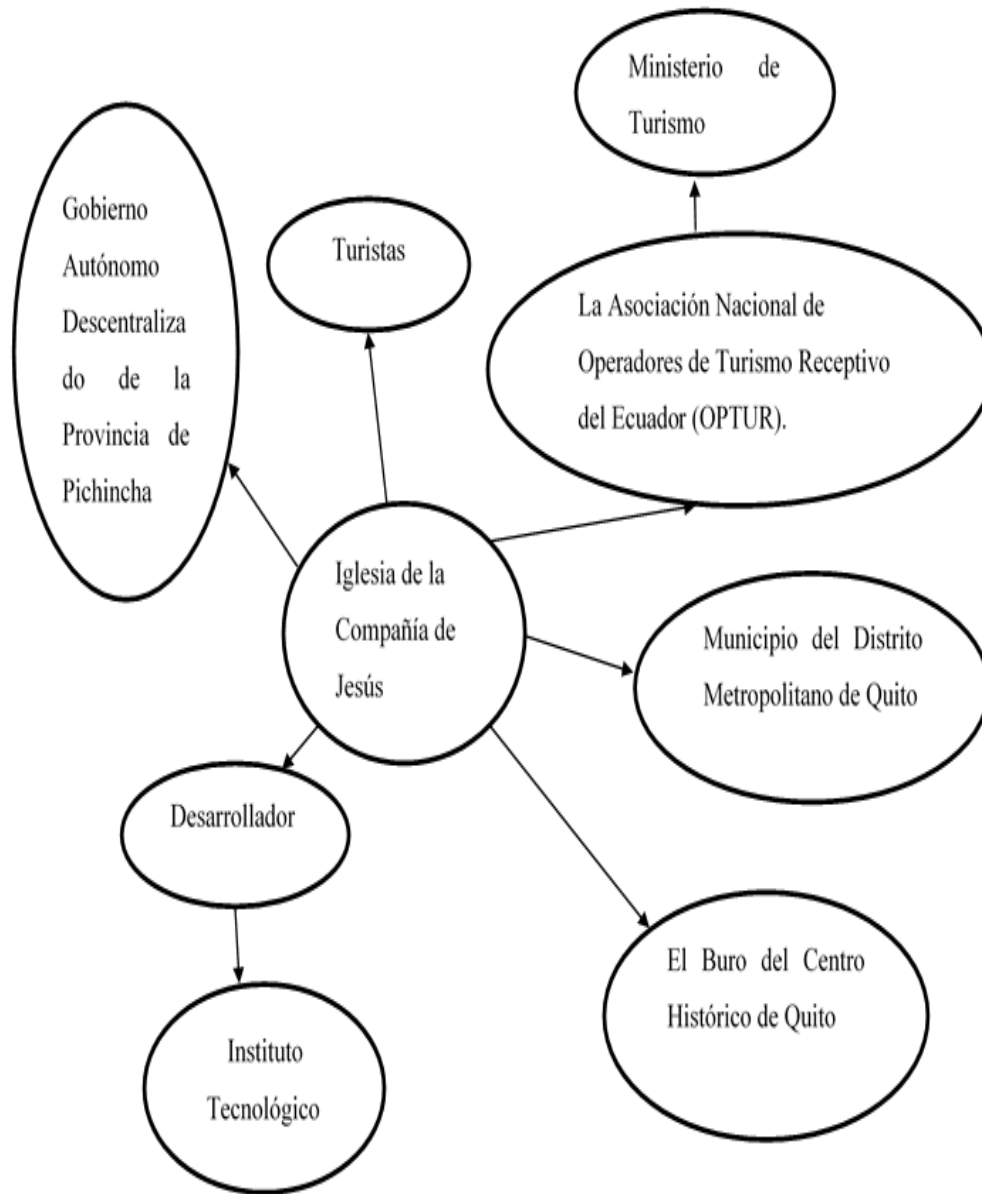 Ministerio de
Turismo
Gobierno
Autónomo
Descentraliza
do de la
Provincia de
Pichincha
Turistas
La Asociación Nacional de
Operadores de Turismo Receptivo
del Ecuador (OPTUR).
Iglesia de la
Compañía de
Jesús
Municipio del Distrito
Metropolitano de Quito
Desarrollador
El Buro del Centro
Histórico de Quito
Instituto
Tecnológico